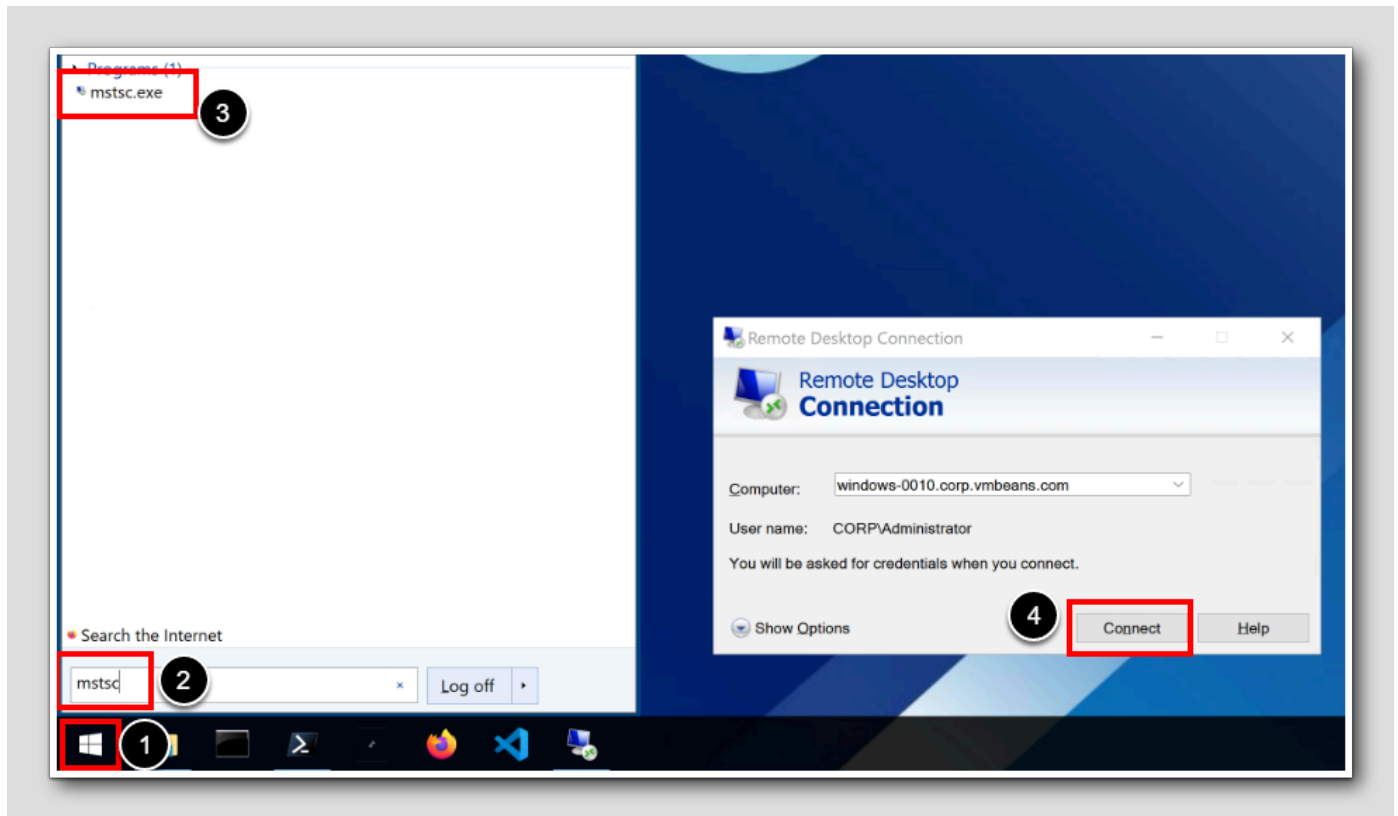 Programs (1)
mstsc.exe
3
Remote Desktop Connection
Remote Desktop
Connection
Computer: windows-0010.corp.vmbeans.com
User name: CORP\Administrator
You will be asked for credentials when you connect.
Show Options
4
Connect
Help
Search the Internet
mstsc
2
Log off
1